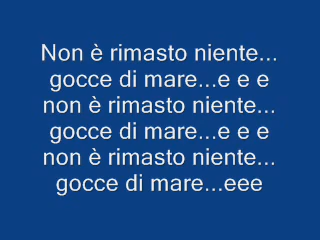 Non è rimasto niente...
gocce di mare...e e e
non è rimasto niente...
gocce di mare...e e e
non è rimasto niente...
gocce di mare...eee